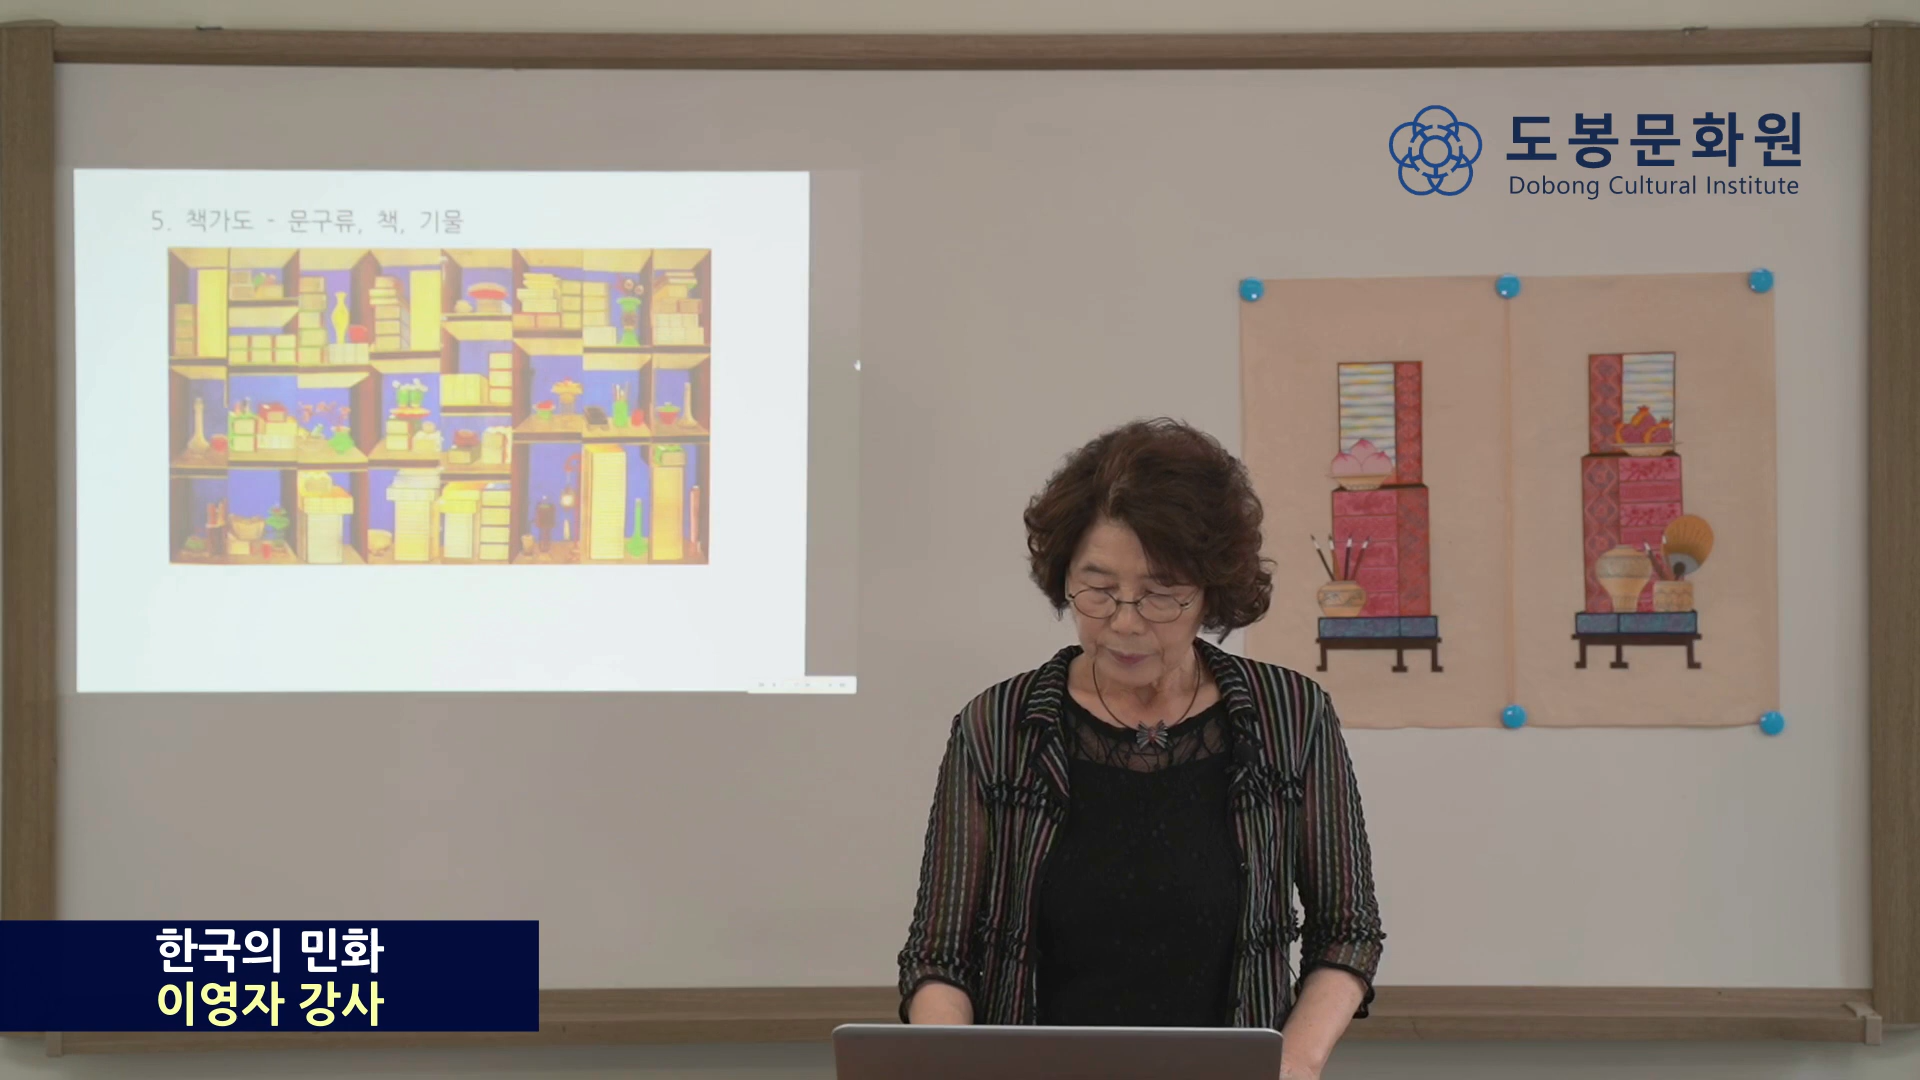 도봉문화원
Dobong Cultural Institute
5. 책가도 - 문구류, 책, 기물
한국의 민화
이영자 강사